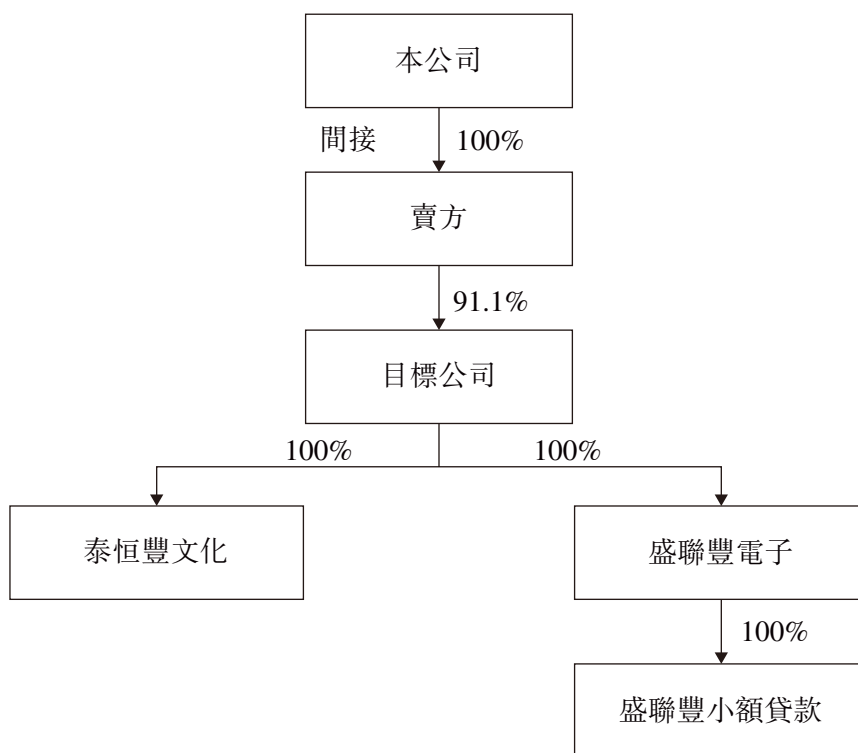 本公司
間接 100%
賣方
91.1%
目標公司
100% 100%
泰恒豐文化 盛聯豐電子
100%
盛聯豐小額貸款